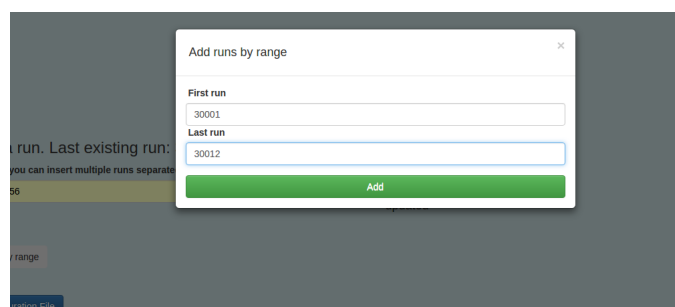 Add runs by range
×
First run
30001
Last run
30012
Add
run. Last existing run:
you can insert multiple runs separate
56
range
File